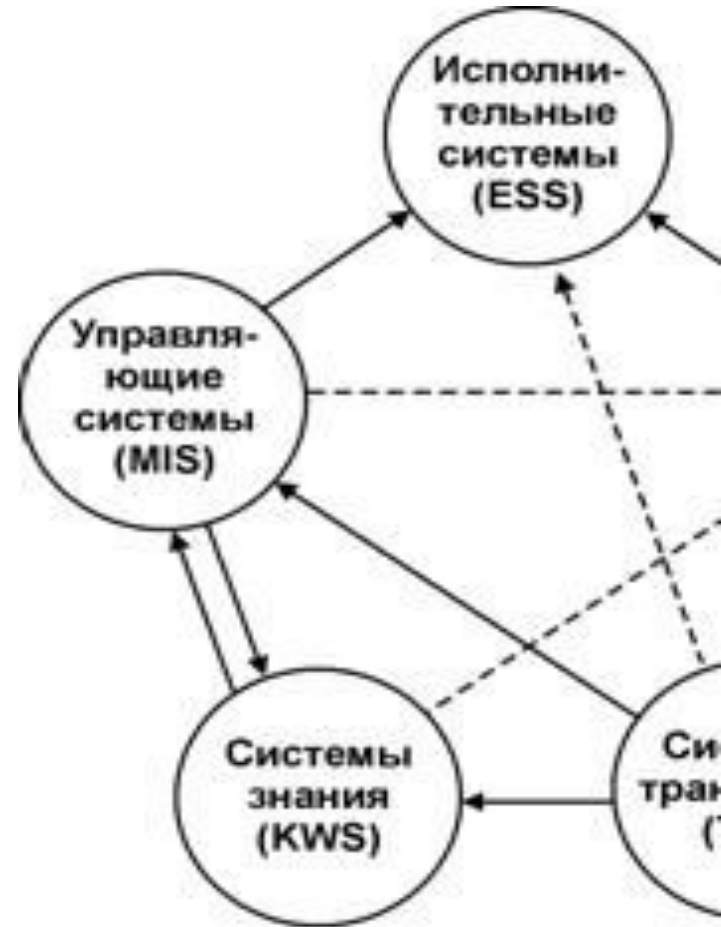 Исполни-
тельные
системы
(ESS)
Управля-
ющие
системы
(MIS)
Системы
знания
(KWS)